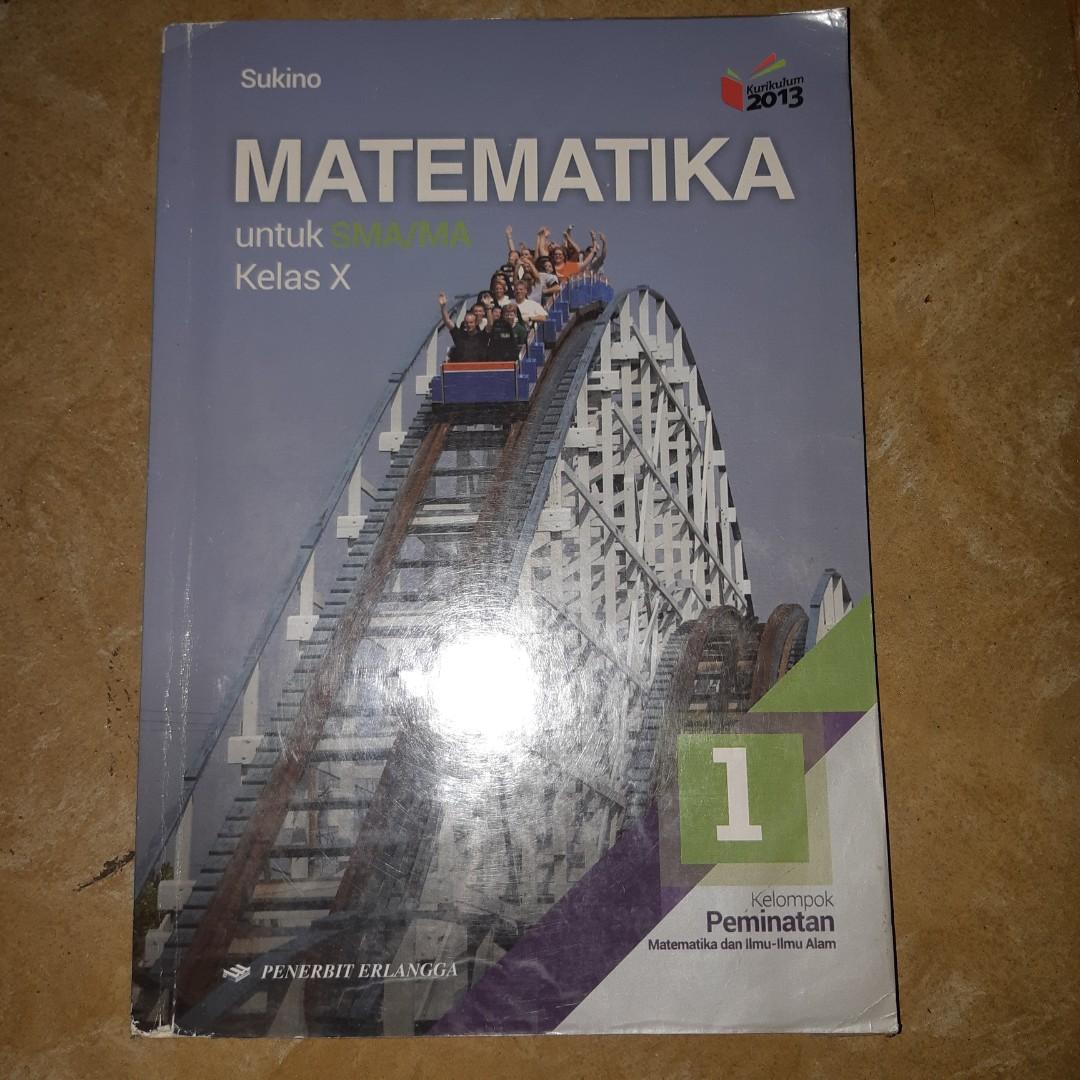 Sukino
Kurikulum
2013
MATEMATIKA
untuk SMA/MA
Kelas X
1
Kelompok
Peminatan
Matematika dan Ilmu-Ilmu Alam
PENERBIT ERLANGGA